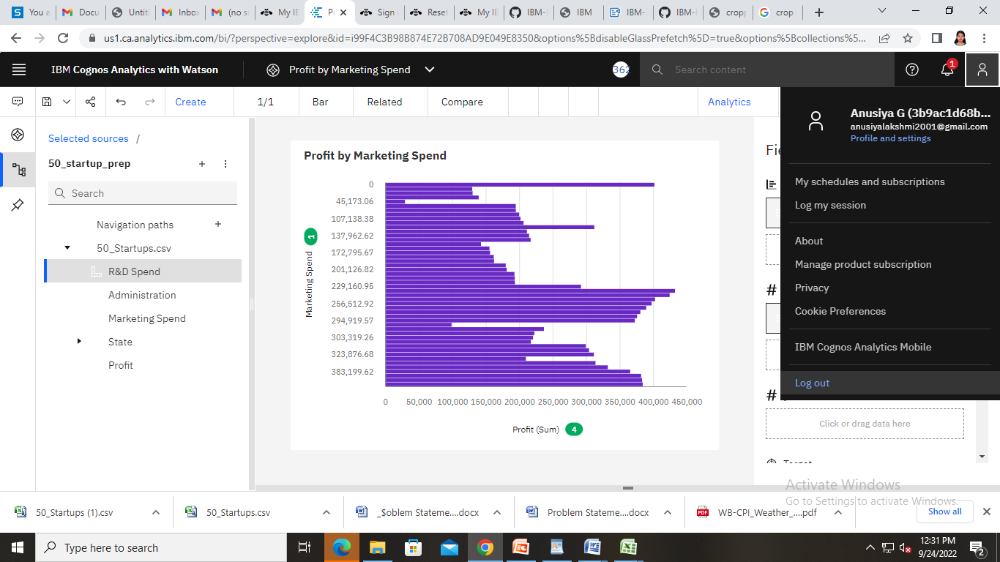 You a
Docu
Untitl
Inbox
(no s
My IB
P
Sign
Reset
My IB
IBM-
IBM
IBM-
IBM-
cropp
crop
us1.ca.analytics.ibm.com/bi/?perspective=explore&id=i99F4C3B98B874E72B708AD9E049E8350&options%5BdisableGlassPrefetch%5D=true&options%5Bcollections%5...
IBM Cognos Analytics with Watson
Profit by Marketing Spend
362
Search content
1
Create
1/1
Bar
Related
Compare
Analytics
Fie
Anusiya G (3b9ac1d68b...
anusiyalakshmi2001@gmail.com
Profile and settings
My schedules and subscriptions
Log my session
About
Manage product subscription
Privacy
Cookie Preferences
IBM Cognos Analytics Mobile
Log out
Selected sources /
50_startup_prep
Search
Navigation paths
50_Startups.csv
R&D Spend
Administration
Marketing Spend
State
Profit
Profit by Marketing Spend
Marketing Spend 1
0
45,173.06
107,138.38
137,962.62
172,795.67
201,126.82
229,160.95
256,512.92
294,919.57
303,319.26
323,876.68
383,199.62
0 50,000 100,000 150,000 200,000 250,000 300,000 350,000 400,000 450,000
Profit (Sum) 4
#
#
Click or drag data here
Target
Activate Windows
Go to Settings to activate Windows.
50_Startups (1).csv
50_Startups.csv
_$oblem Stateme....docx
Problem Stateme....docx
WB-CPI_Weather_....pdf
Show all
Type here to search
12:31 PM
9/24/2022
2